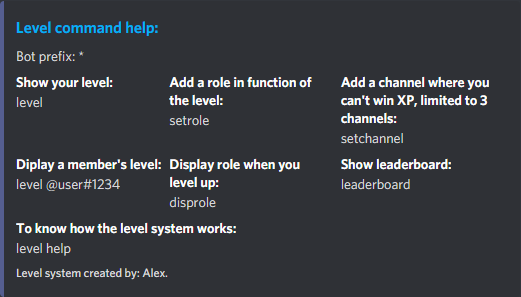 Level command help:
Bot prefix: *
Show your level:
level
Add a role in function of
the level:
setrole
Add a channel where you
can't win XP, limited to 3
channels:
setchannel
Diplay a member's level:
level @user#1234
Display role when you
level up:
disprole
Show leaderboard:
leaderboard
To know how the level system works:
level help
Level system created by: Alex.